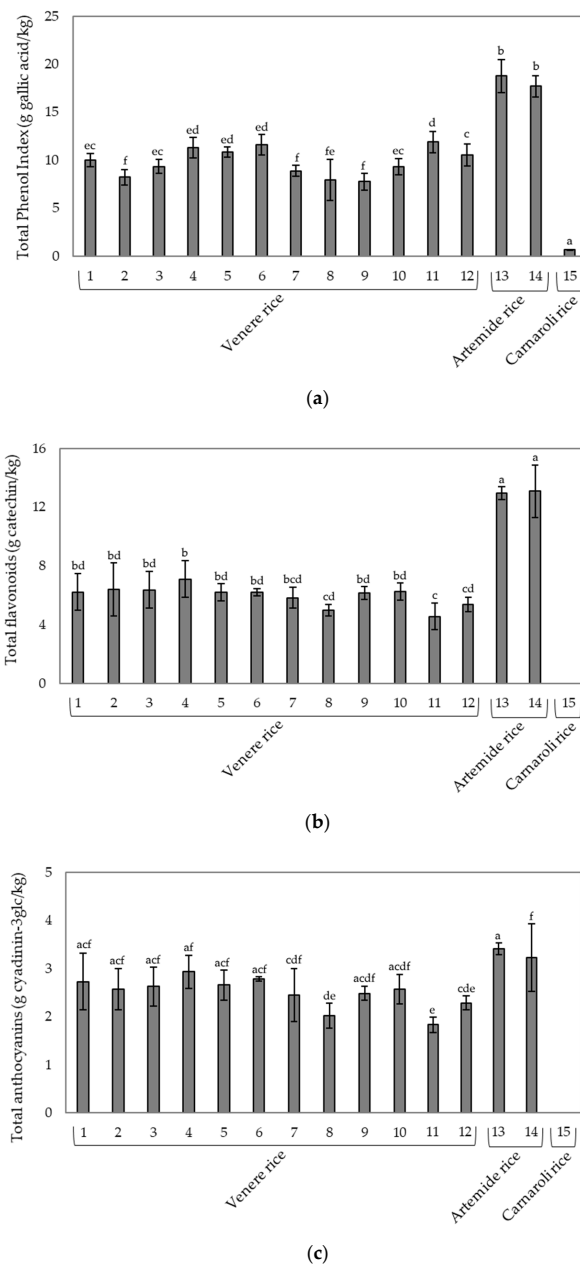 Total Phenol Index (g gallic acid/kg)
25
20
15
10
5
0
ec f ec ed ed ed f fe f ec d c b b a
1 2 3 4 5 6 7 8 9 10 11 12 13 14 15
Venere rice
Artemide rice
Carnaroli rice
(a)
Total flavonoids (g catechin/kg)
16
12
8
4
0
bd bd bd b bd bd bcd cd bd bd c cd a a
1 2 3 4 5 6 7 8 9 10 11 12 13 14 15
Venere rice
Artemide rice
Carnaroli rice
(b)
Total anthocyanins (g cyadinin-3glc/kg)
5
4
3
2
1
0
acf acf acf af acf acf cdf de acdf acdf e cde a f
1 2 3 4 5 6 7 8 9 10 11 12 13 14 15
Venere rice
Artemide rice
Carnaroli rice
(c)